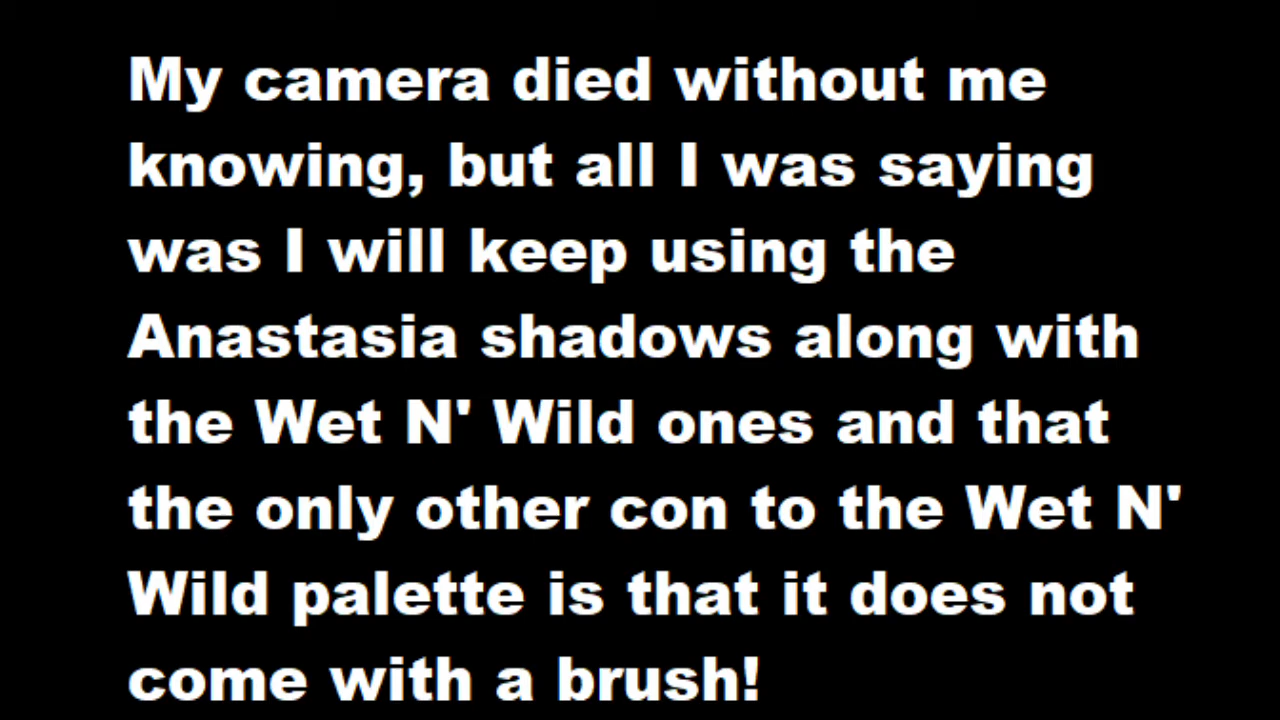 My camera died without me
knowing, but all I was saying
was I will keep using the
Anastasia shadows along with
the Wet N' Wild ones and that
the only other con to the Wet N'
Wild palette is that it does not
come with a brush!